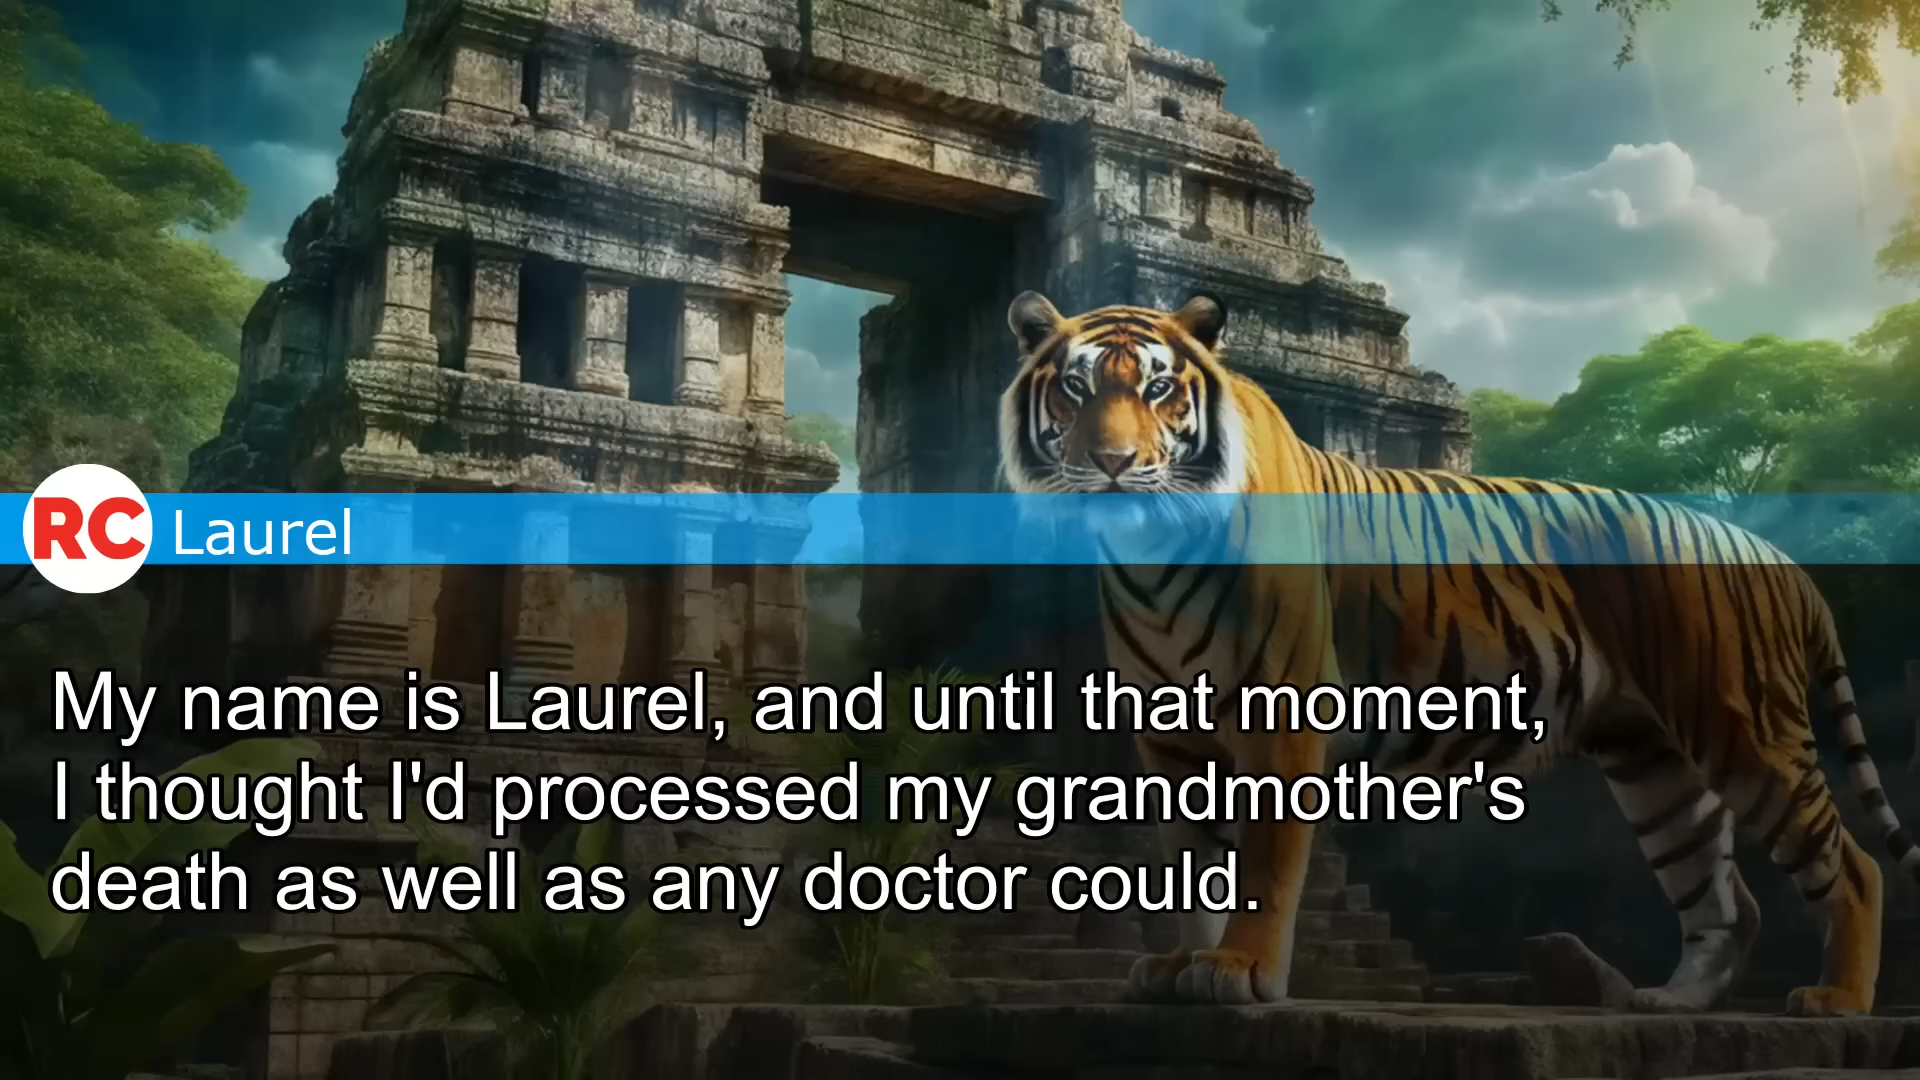 RC Laurel
My name is Laurel, and until that moment,
I thought I'd processed my grandmother's
death as well as any doctor could.